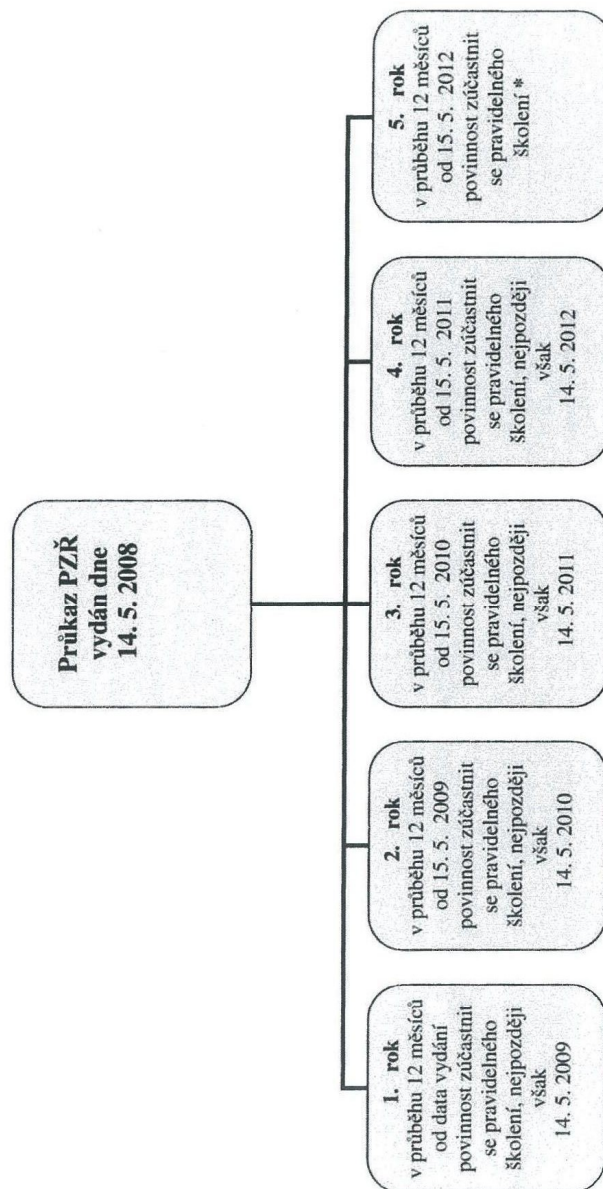 Průkaz PZŘ
vydán dne
14. 5. 2008
1. rok
v průběhu 12 měsíců
od data vydání
povinnost zúčastnit
se pravidelného
školení, nejpozději
však
14. 5. 2009
2. rok
v průběhu 12 měsíců
od 15. 5. 2009
povinnost zúčastnit
se pravidelného
školení, nejpozději
však
14. 5. 2010
3. rok
v průběhu 12 měsíců
od 15. 5. 2010
povinnost zúčastnit
se pravidelného
školení, nejpozději
však
14. 5. 2011
4. rok
v průběhu 12 měsíců
od 15. 5. 2011
povinnost zúčastnit
se pravidelného
školení, nejpozději
však
14. 5. 2012
5. rok
v průběhu 12 měsíců
od 15. 5. 2012
povinnost zúčastnit
se pravidelného
školení *